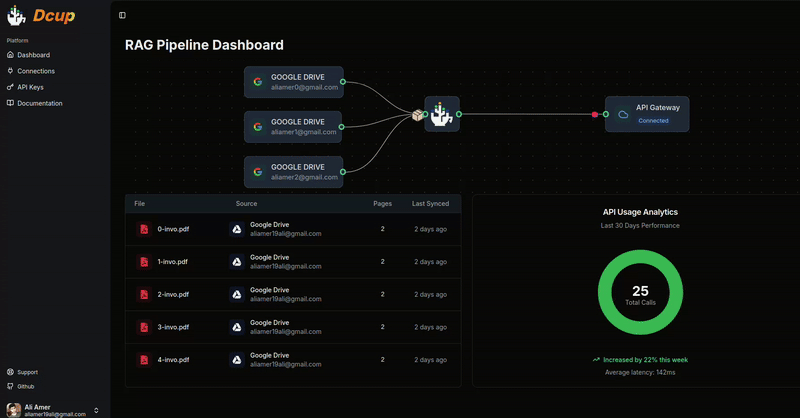 Dcup
Platform
Dashboard
Connections
API Keys
Documentation
Support
Github
Ali Amer
aliamer19ali@gmail.com
RAG Pipeline Dashboard
GOOGLE DRIVE
aliamer0@gmail.com
GOOGLE DRIVE
aliamer1@gmail.com
GOOGLE DRIVE
aliamer2@gmail.com
API Gateway
Connected
File Source Pages Last Synced
0-invo.pdf Google Drive 2 2 days ago
aliamer19ali@gmail.com
1-invo.pdf Google Drive 2 2 days ago
aliamer19ali@gmail.com
2-invo.pdf Google Drive 2 2 days ago
aliamer19ali@gmail.com
3-invo.pdf Google Drive 2 2 days ago
aliamer19ali@gmail.com
4-invo.pdf Google Drive 2 2 days ago
aliamer19ali@gmail.com
API Usage Analytics
Last 30 Days Performance
25
Total Calls
Increased by 22% this week
Average latency: 142ms